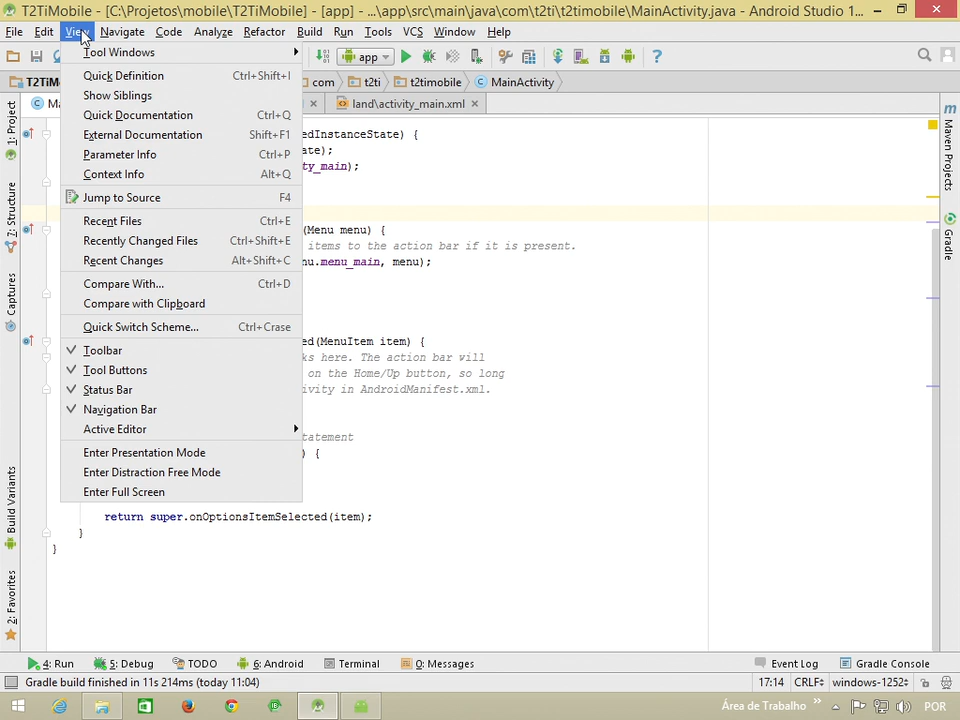 T2TiMobile - [C:\Projetos\mobile\T2TiMobile] - [app] - ...\app\src\main\java\com\t2ti\t2timobile\MainActivity.java - Android Studio 1...
File Edit View Navigate Code Analyze Refactor Build Run Tools VCS Window Help
app
T2TiM com t2ti t2timobile MainActivity
Ma land\activity_main.xml
Tool Windows
Quick Definition Ctrl+Shift+I
Show Siblings
Quick Documentation Ctrl+Q
External Documentation Shift+F1
Parameter Info Ctrl+P
Context Info Alt+Q
Jump to Source F4
Recent Files Ctrl+E
Recently Changed Files Ctrl+Shift+E
Recent Changes Alt+Shift+C
Compare With... Ctrl+D
Compare with Clipboard
Quick Switch Scheme... Ctrl+Crase
Toolbar
Tool Buttons
Status Bar
Navigation Bar
Active Editor
Enter Presentation Mode
Enter Distraction Free Mode
Enter Full Screen
edInstanceState) {
ate);
ty_main);
(Menu menu) {
items to the action bar if it is present.
nu.menu_main, menu);
ed(MenuItem item) {
ks here. The action bar will
on the Home/Up button, so long
ivity in AndroidManifest.xml.
tatement
) {
return super.onOptionsItemSelected(item);
}
}
1: Project
7: Structure
Captures
Build Variants
2: Favorites
m
Maven Projects
Gradle
4: Run 5: Debug TODO 6: Android Terminal 0: Messages Event Log Gradle Console
Gradle build finished in 11s 214ms (today 11:04) 17:14 CRLF windows-1252
Área de Trabalho » POR